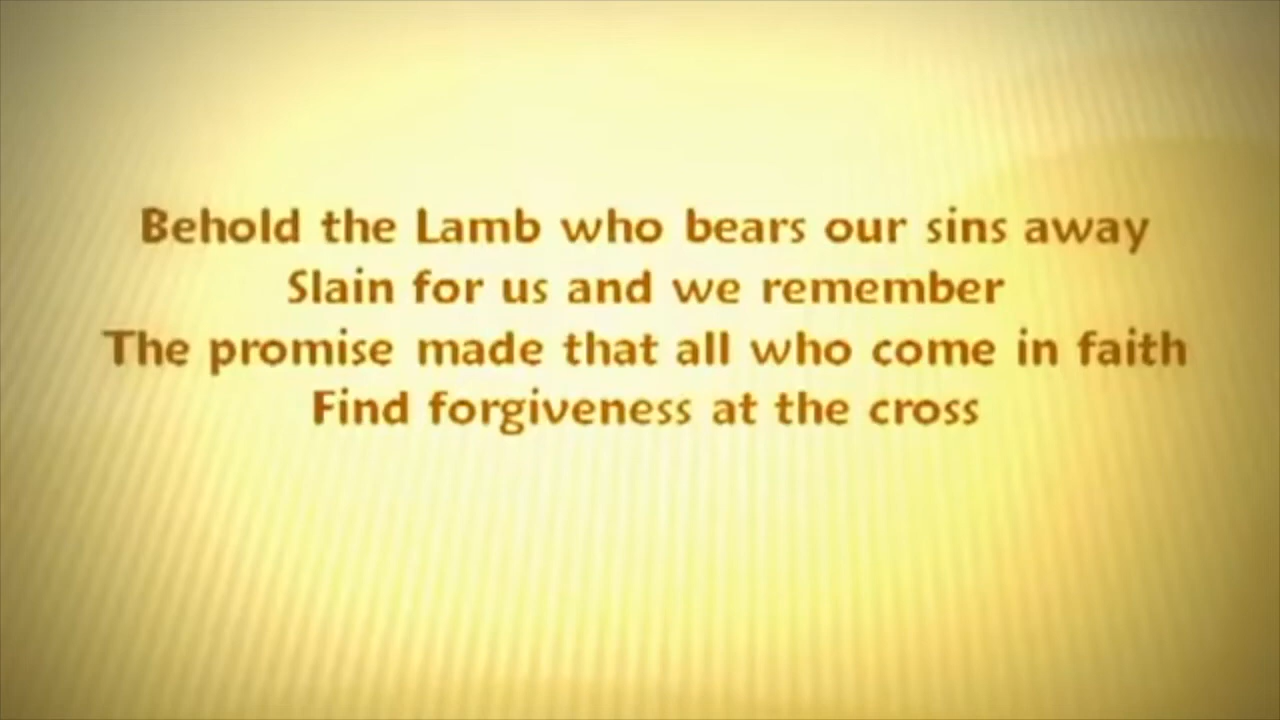 Behold the Lamb who bears our sins away
Slain for us and we remember
The promise made that all who come in faith
Find forgiveness at the cross